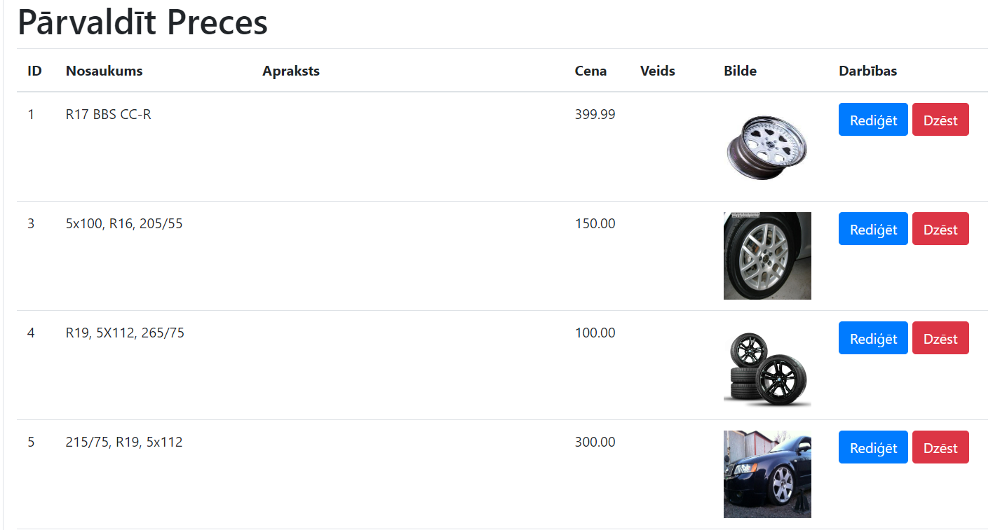 Pārvaldīt Preces
ID Nosaukums Apraksts Cena Veids Bilde Darbības
1 R17 BBS CC-R 399.99 Rediģēt Dzēst
3 5x100, R16, 205/55 150.00 Rediģēt Dzēst
4 R19, 5X112, 265/75 100.00 Rediģēt Dzēst
5 215/75, R19, 5x112 300.00 Rediģēt Dzēst